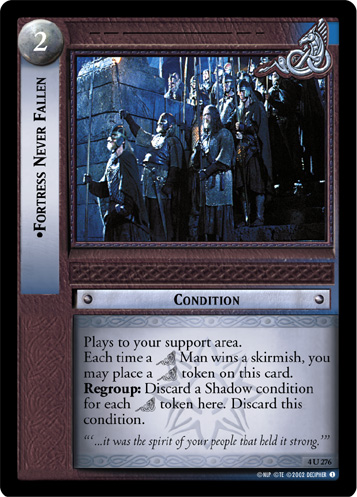 2
•Fortress Never Fallen
Condition
Plays to your support area.
Each time a Man wins a skirmish, you
may place a token on this card.
Regroup: Discard a Shadow condition
for each token here. Discard this
condition.
“‘...it was the spirit of your people that held it strong.’”
4 U 276
©NLP ©TE ©2002 DECIPHER